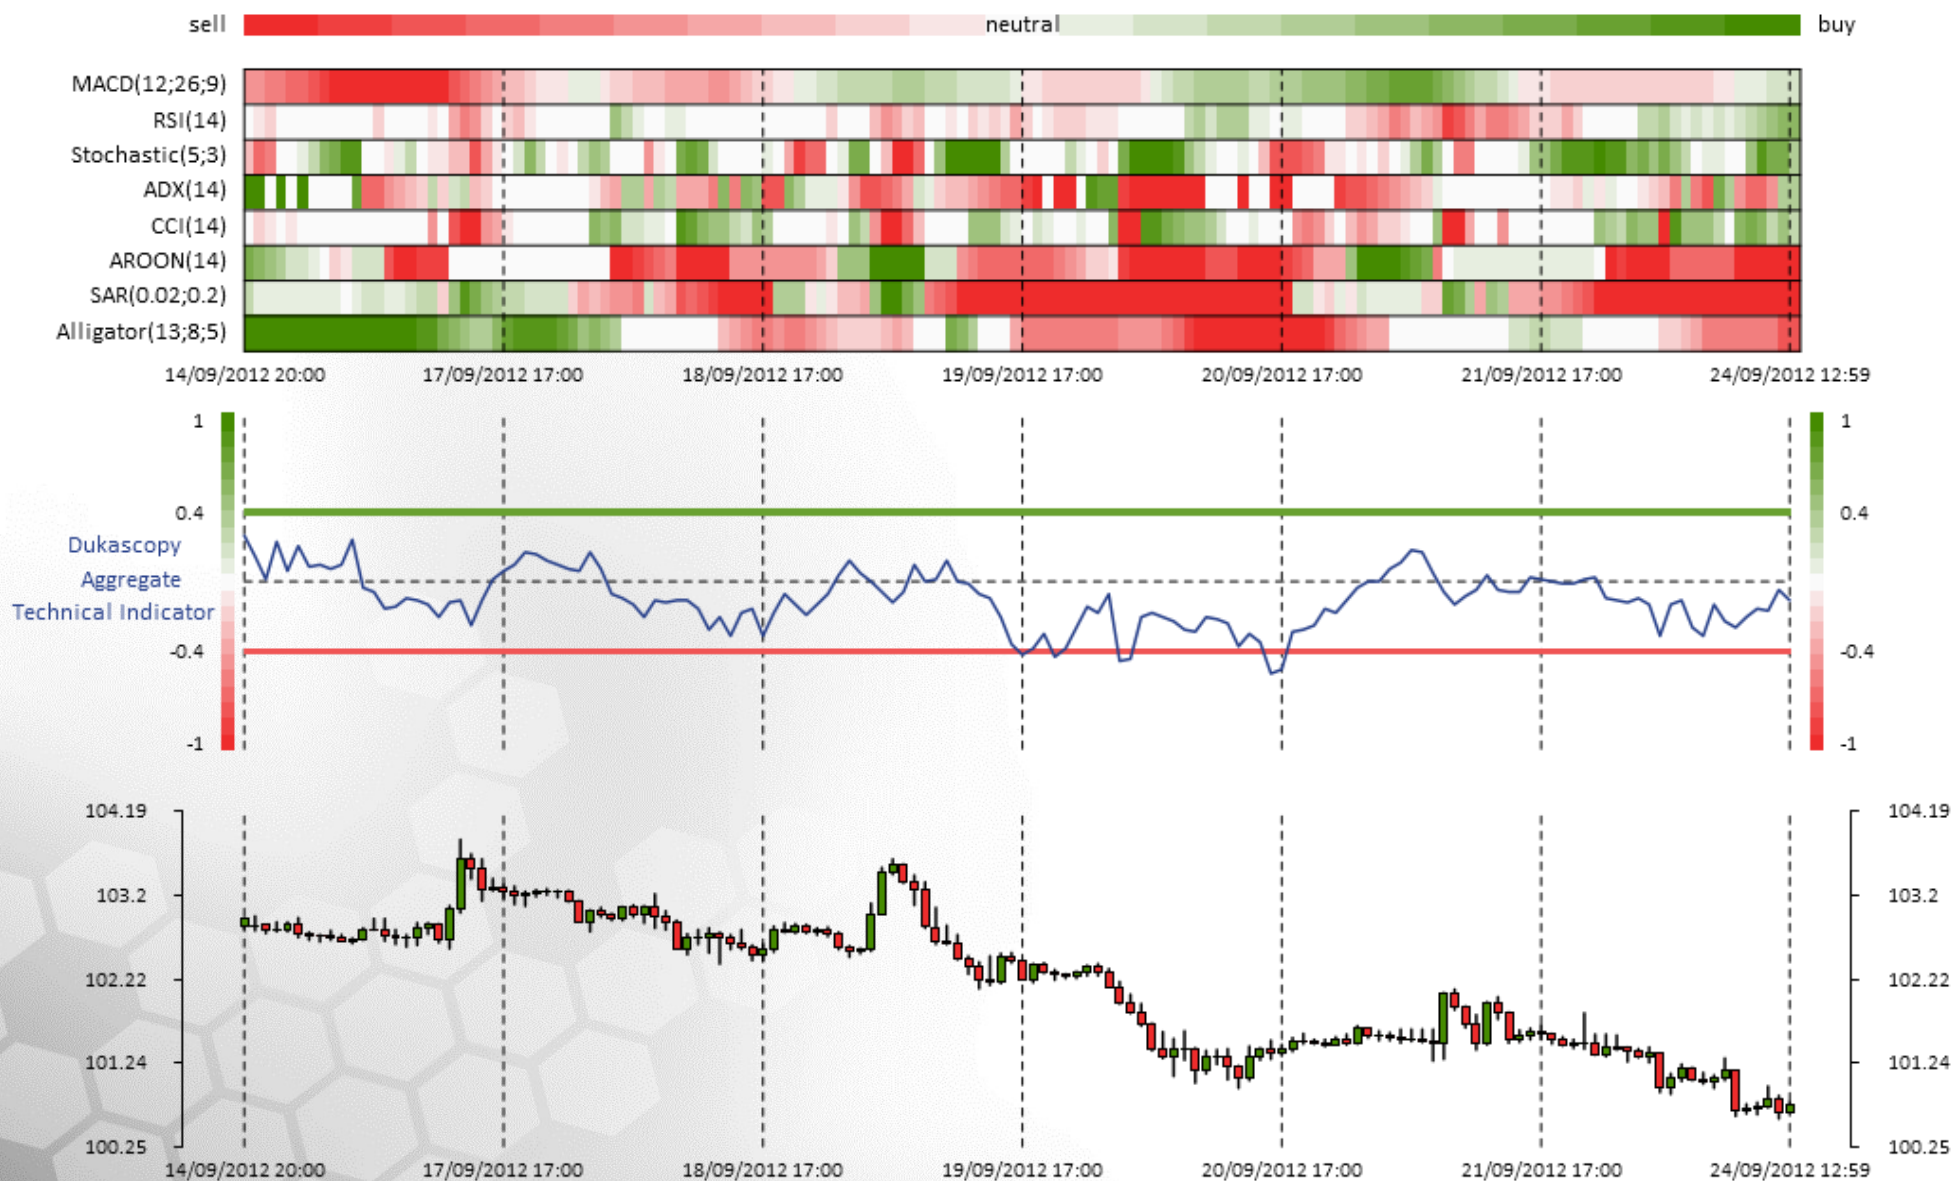 sell neutral buy
MACD(12;26;9)
RSI(14)
Stochastic(5;3)
ADX(14)
CCI(14)
AROON(14)
SAR(0.02;0.2)
Alligator(13;8;5)
14/09/2012 20:00 17/09/2012 17:00 18/09/2012 17:00 19/09/2012 17:00 20/09/2012 17:00 21/09/2012 17:00 24/09/2012 12:59
1 1
0.4 0.4
Dukascopy
Aggregate
Technical Indicator
-0.4 -0.4
-1 -1
104.19 104.19
103.2 103.2
102.22 102.22
101.24 101.24
100.25 100.25
14/09/2012 20:00 17/09/2012 17:00 18/09/2012 17:00 19/09/2012 17:00 20/09/2012 17:00 21/09/2012 17:00 24/09/2012 12:59